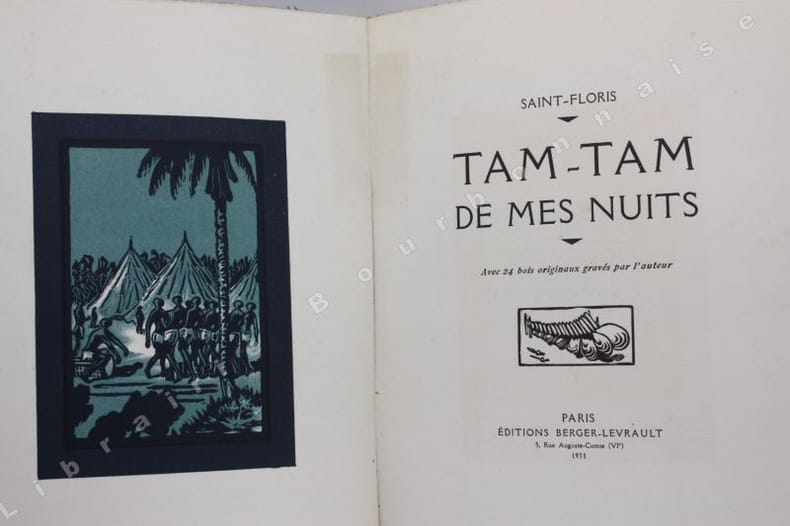 SAINT-FLORIS
TAM-TAM
DE MES NUITS
Avec 24 bois originaux gravés par l'auteur
PARIS
ÉDITIONS BERGER-LEVRAULT
5, Rue Auguste-Comte (VIᵉ)
1931
Librairie Bourbonnaise